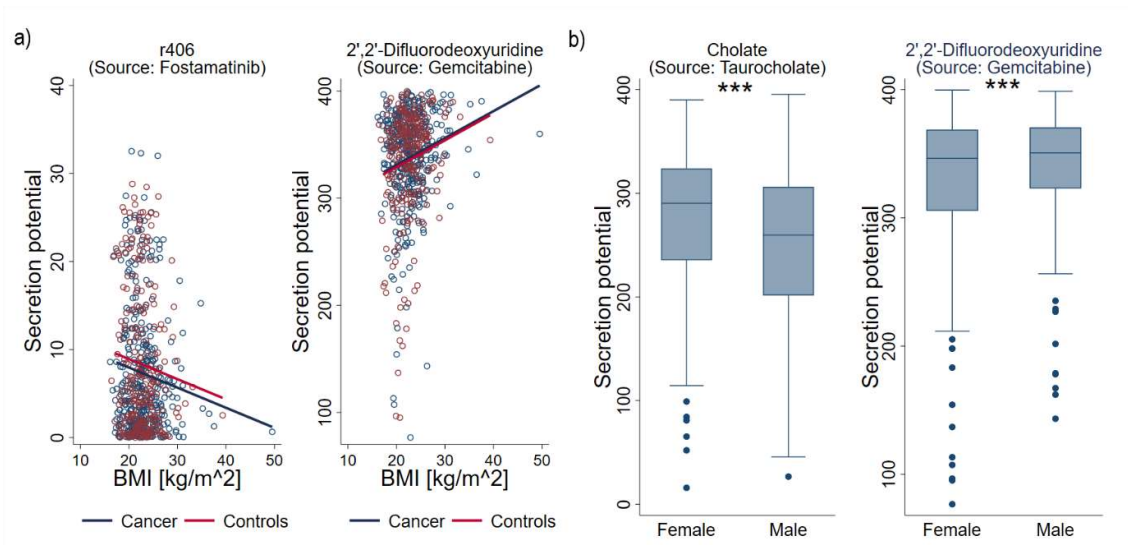 a)
r406
(Source: Fostamatinib)
Secretion potential
40
30
20
10
0
10 20 30 40 50
BMI [kg/m^2]
Cancer Controls
2',2'-Difluorodeoxyuridine
(Source: Gemcitabine)
Secretion potential
400
300
200
100
10 20 30 40 50
BMI [kg/m^2]
Cancer Controls
b)
Cholate
(Source: Taurocholate)
***
Secretion potential
400
300
200
100
0
Female Male
2',2'-Difluorodeoxyuridine
(Source: Gemcitabine)
***
Secretion potential
400
300
200
100
Female Male